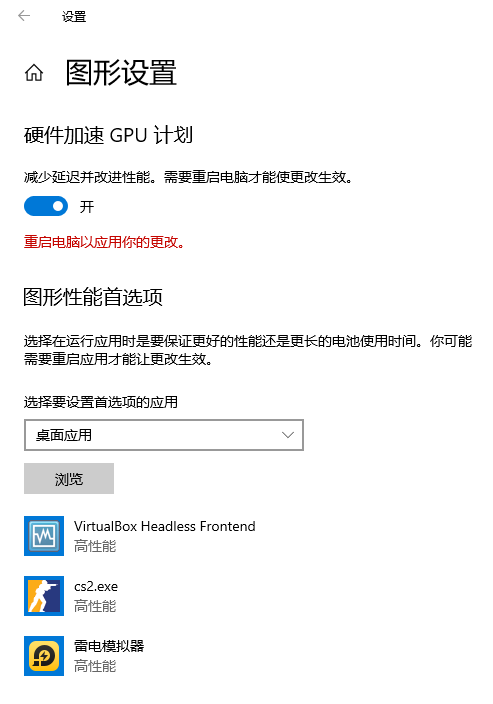 设置
图形设置
硬件加速 GPU 计划
减少延迟并改进性能。需要重启电脑才能使更改生效。
开
重启电脑以应用你的更改。
图形性能首选项
选择在运行应用时是要保证更好的性能还是更长的电池使用时间。你可能
需要重启应用才能让更改生效。
选择要设置首选项的应用
桌面应用
浏览
VirtualBox Headless Frontend
高性能
cs2.exe
高性能
雷电模拟器
高性能